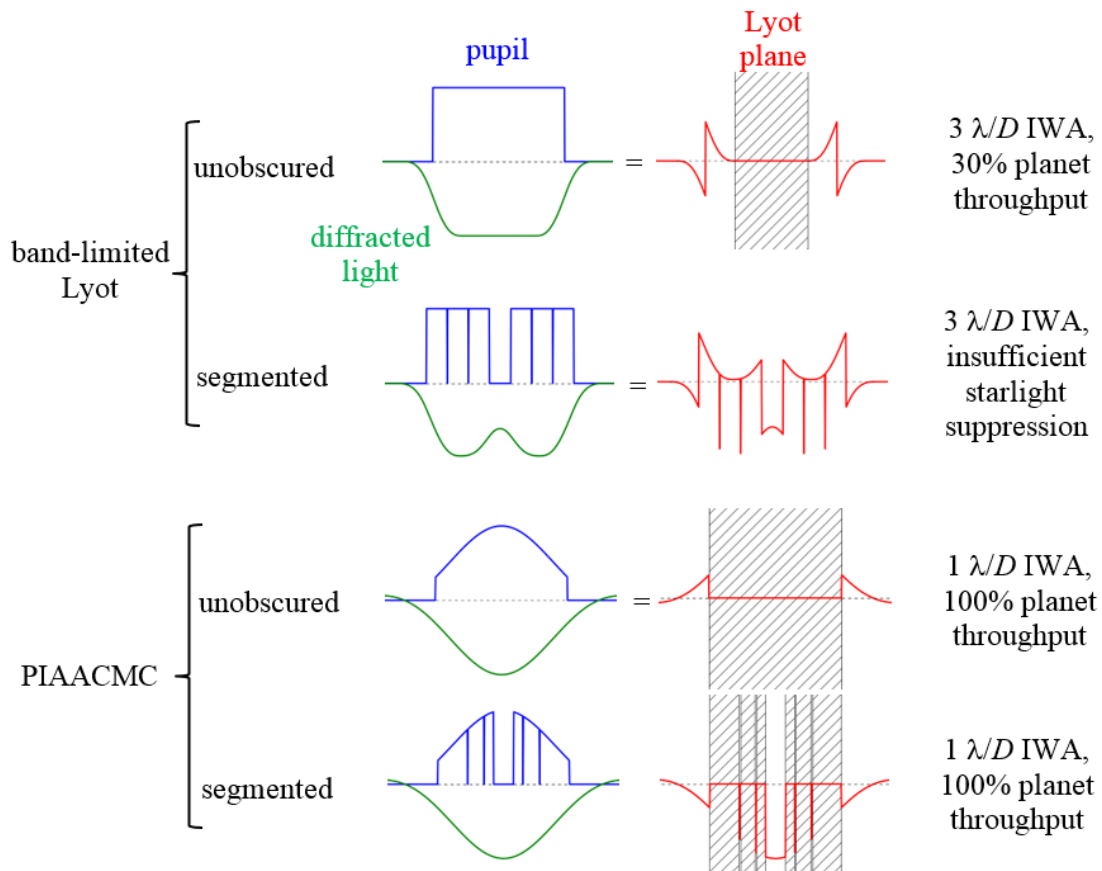 pupil
Lyot
plane
band-limited
Lyot
unobscured
=
3 λ/D IWA,
30% planet
throughput
diffracted
light
segmented
=
3 λ/D IWA,
insufficient
starlight
suppression
PIAACMC
unobscured
=
1 λ/D IWA,
100% planet
throughput
segmented
1 λ/D IWA,
100% planet
throughput